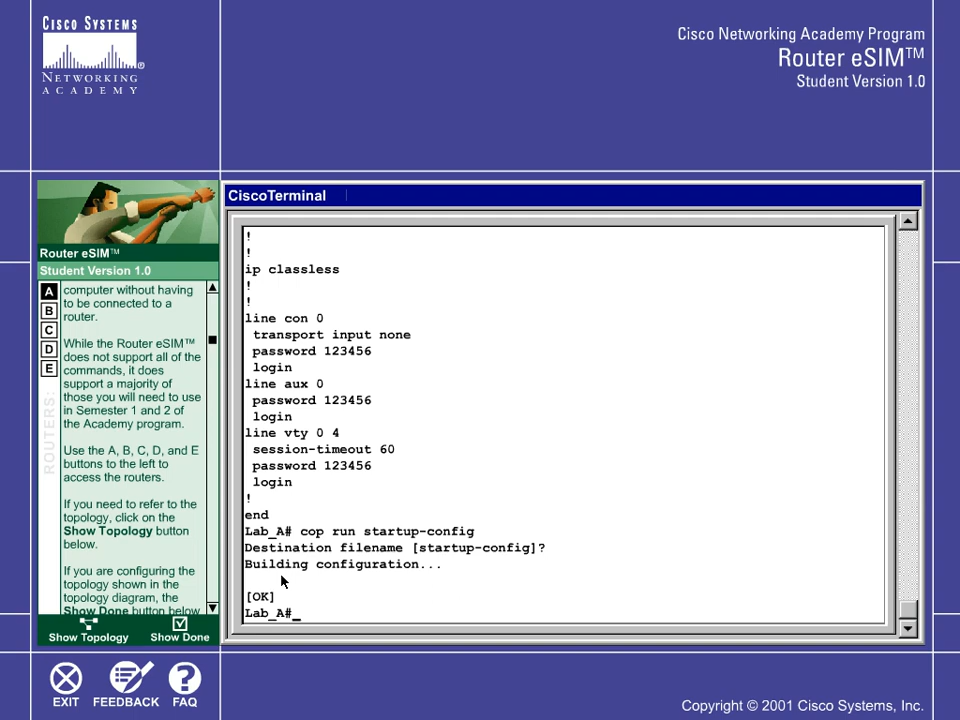 CISCO SYSTEMS
NETWORKING
ACADEMY
Cisco Networking Academy Program
Router eSIM™
Student Version 1.0
Router eSIM™
Student Version 1.0
A
B
C
D
E
ROUTERS:
computer without having
to be connected to a
router.
While the Router eSIM™
does not support all of the
commands, it does
support a majority of
those you will need to use
in Semester 1 and 2 of
the Academy program.
Use the A, B, C, D, and E
buttons to the left to
access the routers.
If you need to refer to the
topology, click on the
Show Topology button
below.
If you are configuring the
topology shown in the
topology diagram, the
Show Done button below
Show Topology
Show Done
CiscoTerminal
!
!
ip classless
!
!
line con 0
transport input none
password 123456
login
line aux 0
password 123456
login
line vty 0 4
session-timeout 60
password 123456
login
!
end
Lab_A# cop run startup-config
Destination filename [startup-config]?
Building configuration...
[OK]
Lab_A#_
EXIT
FEEDBACK
?
FAQ
Copyright © 2001 Cisco Systems, Inc.